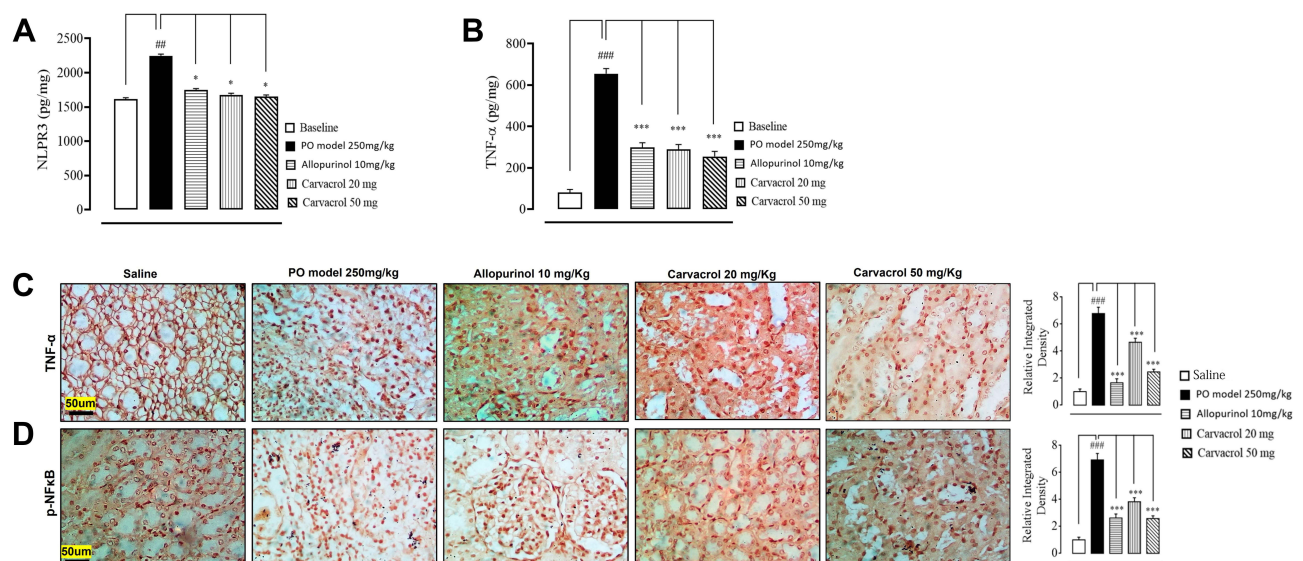 A
NLPR3 (pg/mg)
2500
2000
1500
1000
500
0
##
*
*
*
Baseline
PO model 250mg/kg
Allopurinol 10mg/kg
Carvacrol 20 mg
Carvacrol 50 mg
B
TNF-α (pg/mg)
800
600
400
200
0
###
***
***
***
Baseline
PO model 250mg/kg
Allopurinol 10mg/kg
Carvacrol 20 mg
Carvacrol 50 mg
C
Saline
PO model 250mg/kg
Allopurinol 10 mg/Kg
Carvacrol 20 mg/Kg
Carvacrol 50 mg/Kg
TNF-α
50um
Relative Integrated
Density
8
6
4
2
0
###
***
***
***
Saline
PO model 250mg/kg
Allopurinol 10mg/kg
Carvacrol 20 mg
Carvacrol 50 mg
D
p-NFκB
50um
Relative Integrated
Density
8
6
4
2
0
###
***
***
***